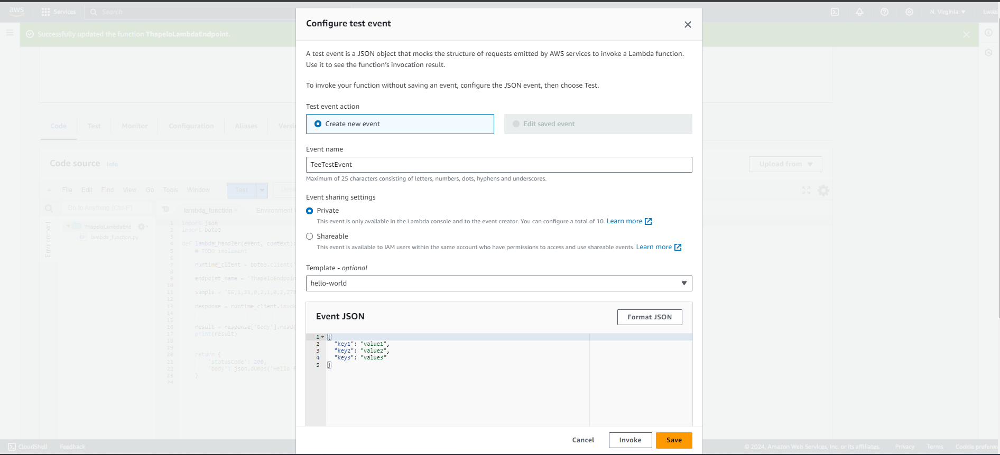 aws
Services
Search
N. Virginia
Successfully updated the function ThapeloLambdaEndpoint.
Code
Test
Monitor
Configuration
Aliases
Code source
Info
Upload from
File Edit Find View Go Tools Window
Test
Go to Anything (Ctrl-P)
lambda_function
Environment
Environment
ThapeloLambdaEnd
lambda_function.py
1 import json
2 import boto3
3
4 def lambda_handler(event, context):
5 # TODO implement
6
7 runtime_client = boto3.client(
8
9 endpoint_name =
10
11 sample = '56,1,21,0,2,1,0,2,
12
13 response =
14
15
16 result = response['Body'].read(
17 print(result)
18
19
20 return {
21 'statusCode': 200,
22 'body': json.dumps('Hello
23 }
24
Configure test event
A test event is a JSON object that mocks the structure of requests emitted by AWS services to invoke a Lambda function.
Use it to see the function's invocation result.
To invoke your function without saving an event, configure the JSON event, then choose Test.
Test event action
Create new event
Edit saved event
Event name
TeeTestEvent
Maximum of 25 characters consisting of letters, numbers, dots, hyphens and underscores.
Event sharing settings
Private
This event is only available in the Lambda console and to the event creator. You can configure a total of 10. Learn more
Shareable
This event is available to IAM users within the same account who have permissions to access and use shareable events. Learn more
Template - optional
hello-world
Event JSON
Format JSON
1 {
2 "key1": "value1",
3 "key2": "value2",
4 "key3": "value3"
5 }
Cancel
Invoke
Save
CloudShell
Feedback
© 2024, Amazon Web Services, Inc. or its affiliates.
Privacy
Terms
Cookie